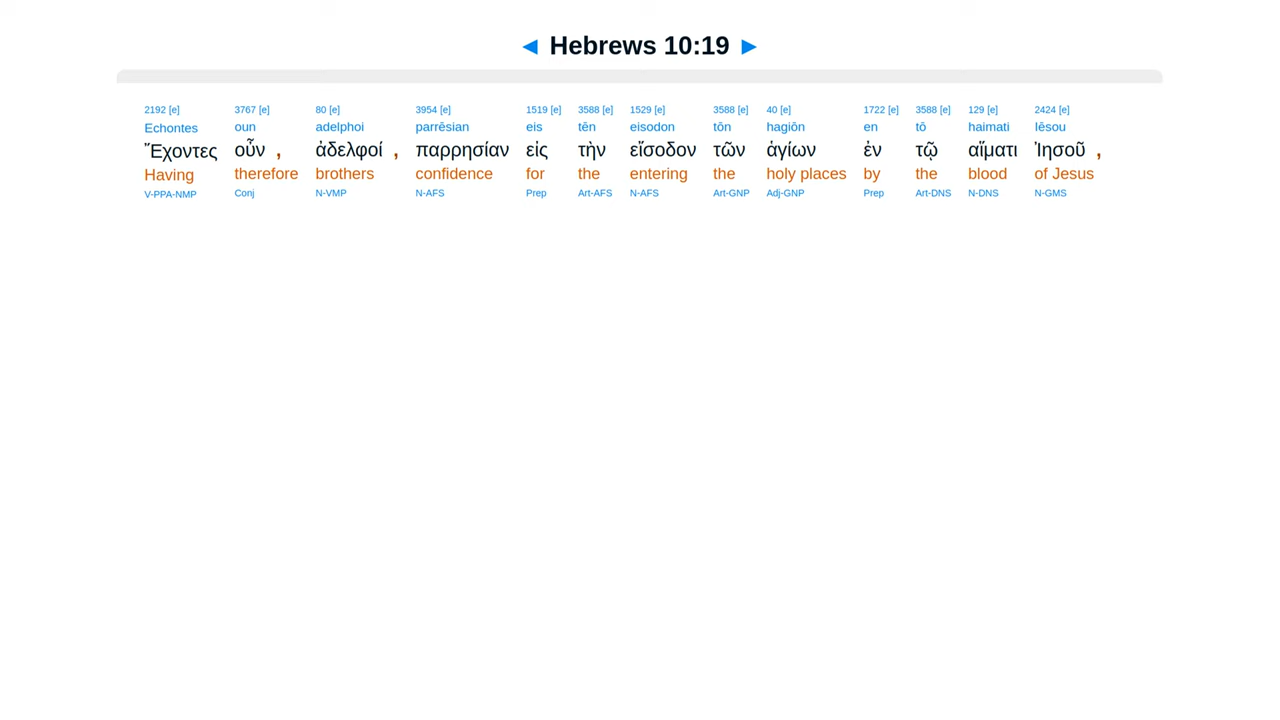 ◄ Hebrews 10:19 ►
2192 [e] 3767 [e] 80 [e] 3954 [e] 1519 [e] 3588 [e] 1529 [e] 3588 [e] 40 [e] 1722 [e] 3588 [e] 129 [e] 2424 [e]
Echontes oun adelphoi parrēsian eis tēn eisodon tōn hagiōn en tō haimati Iēsou
Ἔχοντες οὖν , ἀδελφοί , παρρησίαν εἰς τὴν εἴσοδον τῶν ἁγίων ἐν τῷ αἵματι Ἰησοῦ ,
Having therefore brothers confidence for the entering the holy places by the blood of Jesus
V-PPA-NMP Conj N-VMP N-AFS Prep Art-AFS N-AFS Art-GNP Adj-GNP Prep Art-DNS N-DNS N-GMS